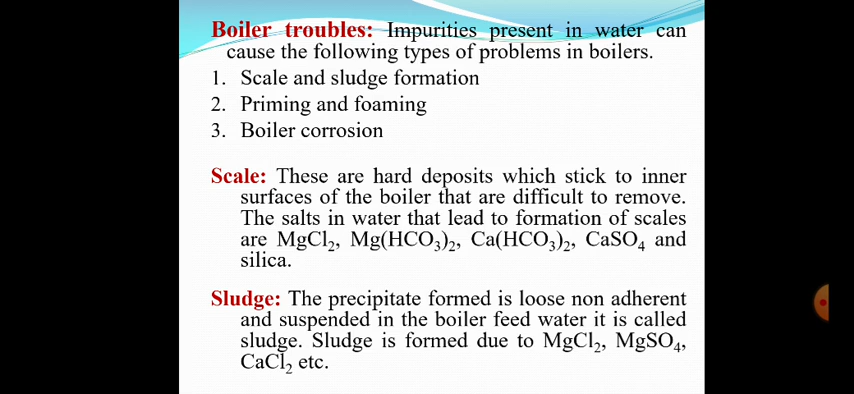 Boiler troubles: Impurities present in water can
cause the following types of problems in boilers.
1. Scale and sludge formation
2. Priming and foaming
3. Boiler corrosion
Scale: These are hard deposits which stick to inner
surfaces of the boiler that are difficult to remove.
The salts in water that lead to formation of scales
are MgCl₂, Mg(HCO₃)₂, Ca(HCO₃)₂, CaSO₄ and
silica.
Sludge: The precipitate formed is loose non adherent
and suspended in the boiler feed water it is called
sludge. Sludge is formed due to MgCl₂, MgSO₄,
CaCl₂ etc.